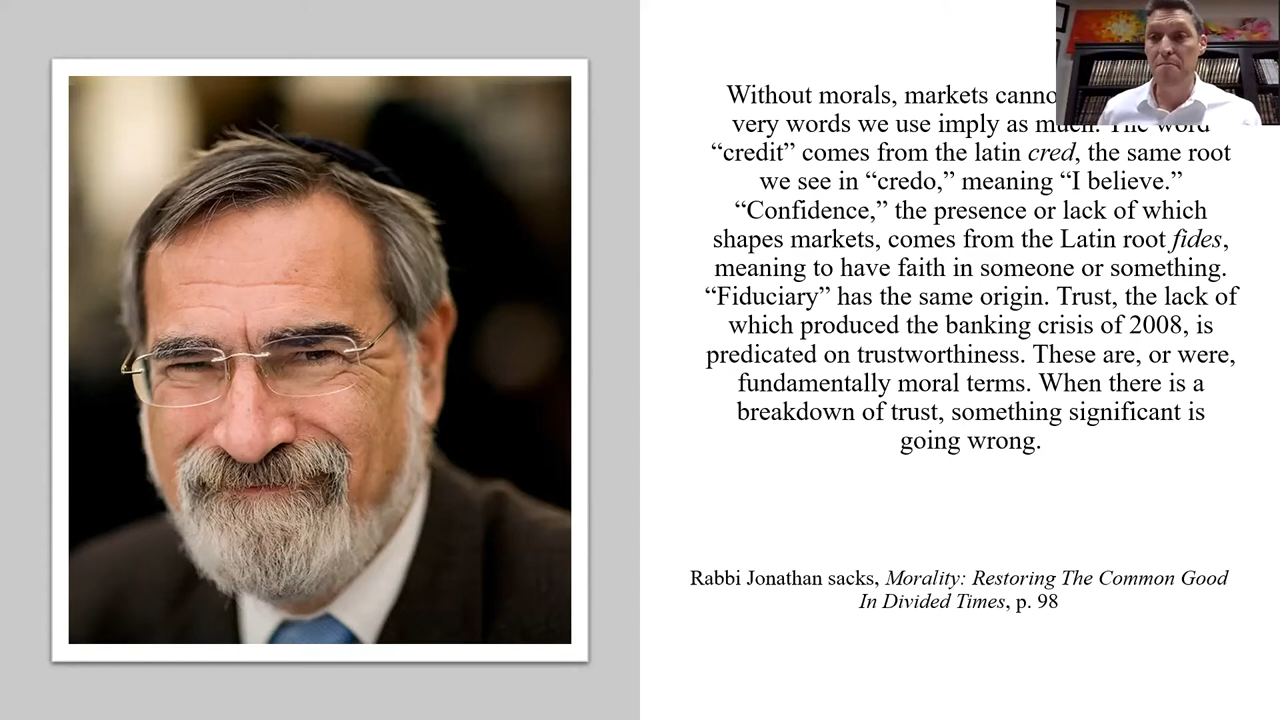 Without morals, markets
very words we use imply as much. The word
“credit” comes from the latin cred, the same root
we see in “credo,” meaning “I believe.”
“Confidence,” the presence or lack of which
shapes markets, comes from the Latin root fides,
meaning to have faith in someone or something.
“Fiduciary” has the same origin. Trust, the lack of
which produced the banking crisis of 2008, is
predicated on trustworthiness. These are, or were,
fundamentally moral terms. When there is a
breakdown of trust, something significant is
going wrong.
Rabbi Jonathan sacks, Morality: Restoring The Common Good
In Divided Times, p. 98